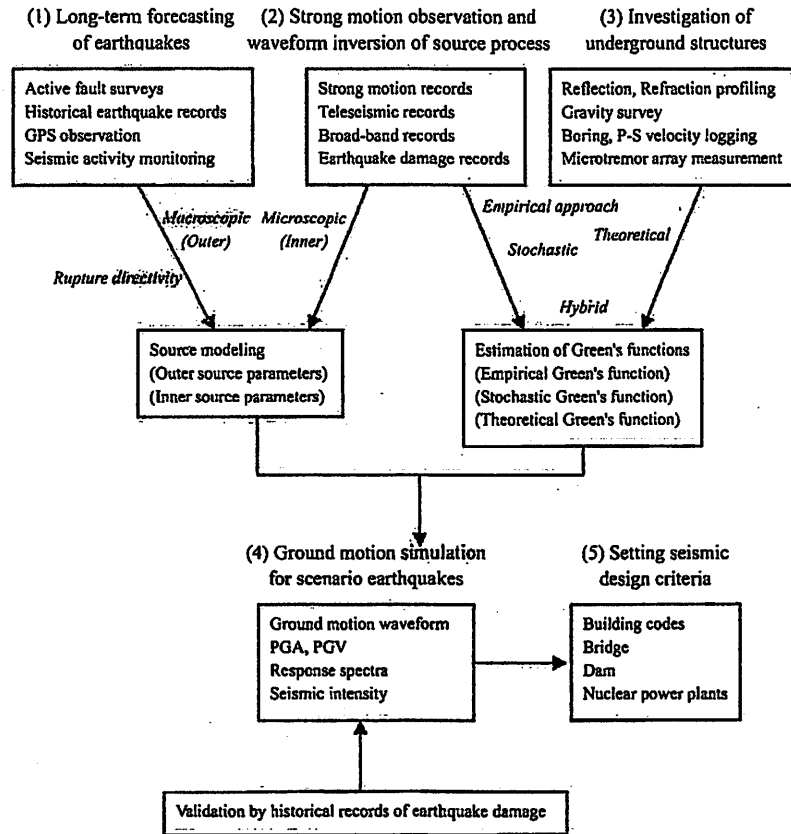 (1) Long-term forecasting
of earthquakes
(2) Strong motion observation and
waveform inversion of source process
(3) Investigation of
underground structures
Active fault surveys
Historical earthquake records
GPS observation
Seismic activity monitoring
Strong motion records
Teleseismic records
Broad-band records
Earthquake damage records
Reflection, Refraction profiling
Gravity survey
Boring, P-S velocity logging
Microtremor array measurement
Macroscopic
(Outer)
Microscopic
(Inner)
Empirical approach
Stochastic
Theoretical
Rupture directivity
Hybrid
Source modeling
(Outer source parameters)
(Inner source parameters)
Estimation of Green's functions
(Empirical Green's function)
(Stochastic Green's function)
(Theoretical Green's function)
(4) Ground motion simulation
for scenario earthquakes
(5) Setting seismic
design criteria
Ground motion waveform
PGA, PGV
Response spectra
Seismic intensity
Building codes
Bridge
Dam
Nuclear power plants
Validation by historical records of earthquake damage